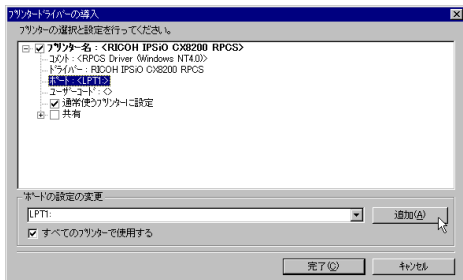 プリンタードライバーの導入
プリンターの選択と設定を行ってください。
プリンター名 : <RICOH IPSiO CX8200 RPCS>
コメント : <RPCS Driver (Windows NT4.0)>
ドライバー : RICOH IPSiO CX8200 RPCS
ポート : <LPT1:>
ユーザーコード : <>
通常使うプリンターに設定
共有
ポートの設定の変更
LPT1:
追加(A)
すべてのプリンターで使用する
完了(C)
キャンセル